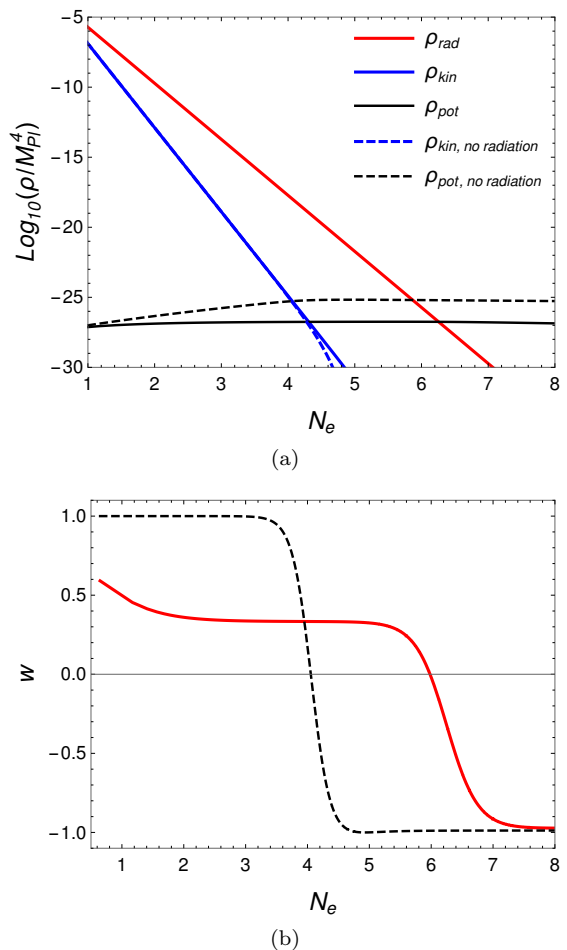 -5
-10
-15
-20
-25
-30
Log10(ρ/M_Pl^4)
ρrad
ρkin
ρpot
ρkin, no radiation
ρpot, no radiation
1 2 3 4 5 6 7 8
Ne
(a)
1.0
0.5
0.0
-0.5
-1.0
w
1 2 3 4 5 6 7 8
Ne
(b)